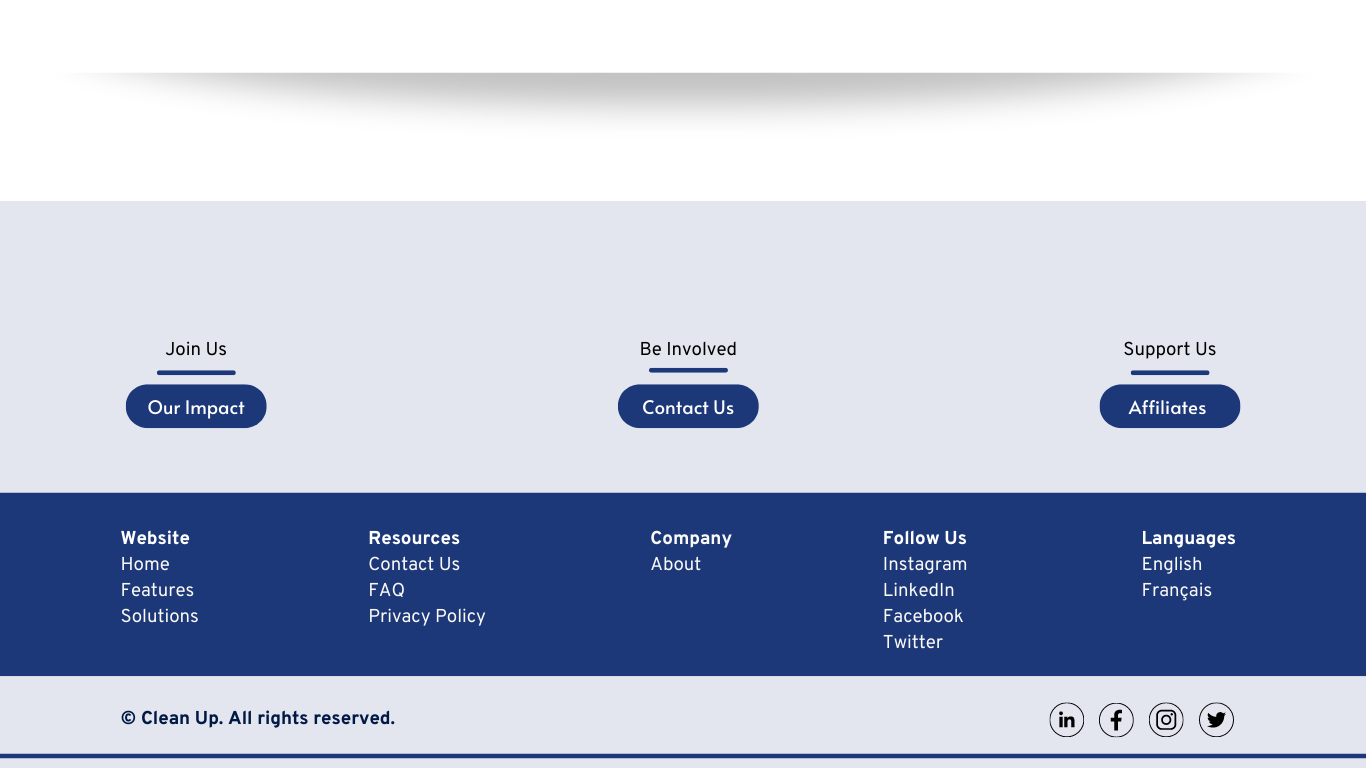 Join Us
Our Impact
Be Involved
Contact Us
Support Us
Affiliates
Website
Home
Features
Solutions
Resources
Contact Us
FAQ
Privacy Policy
Company
About
Follow Us
Instagram
LinkedIn
Facebook
Twitter
Languages
English
Français
© Clean Up. All rights reserved.
in